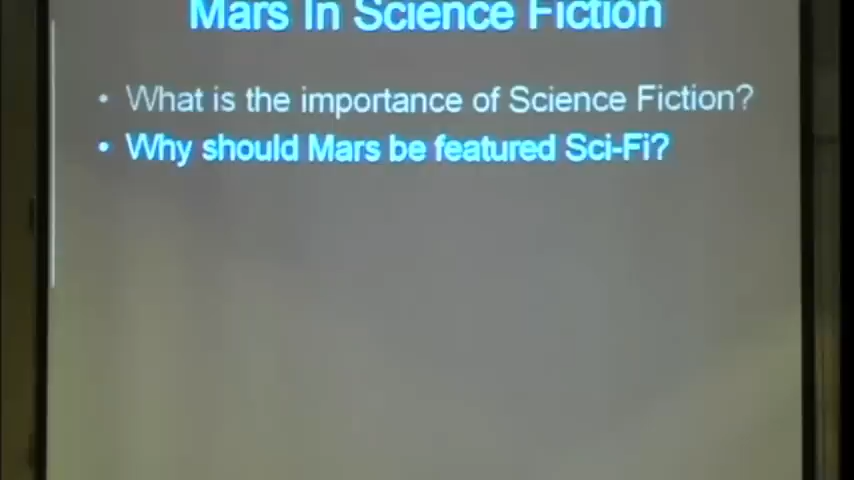 Mars In Science Fiction
• What is the importance of Science Fiction?
• Why should Mars be featured Sci-Fi?